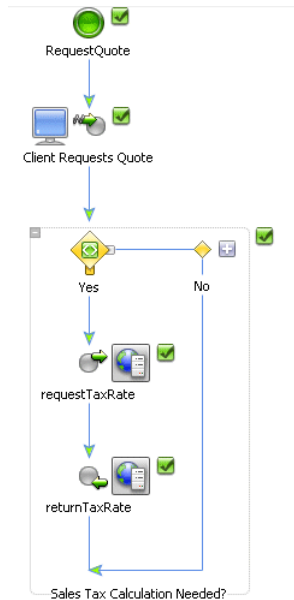 RequestQuote
Client Requests Quote
Yes
No
requestTaxRate
returnTaxRate
Sales Tax Calculation Needed?